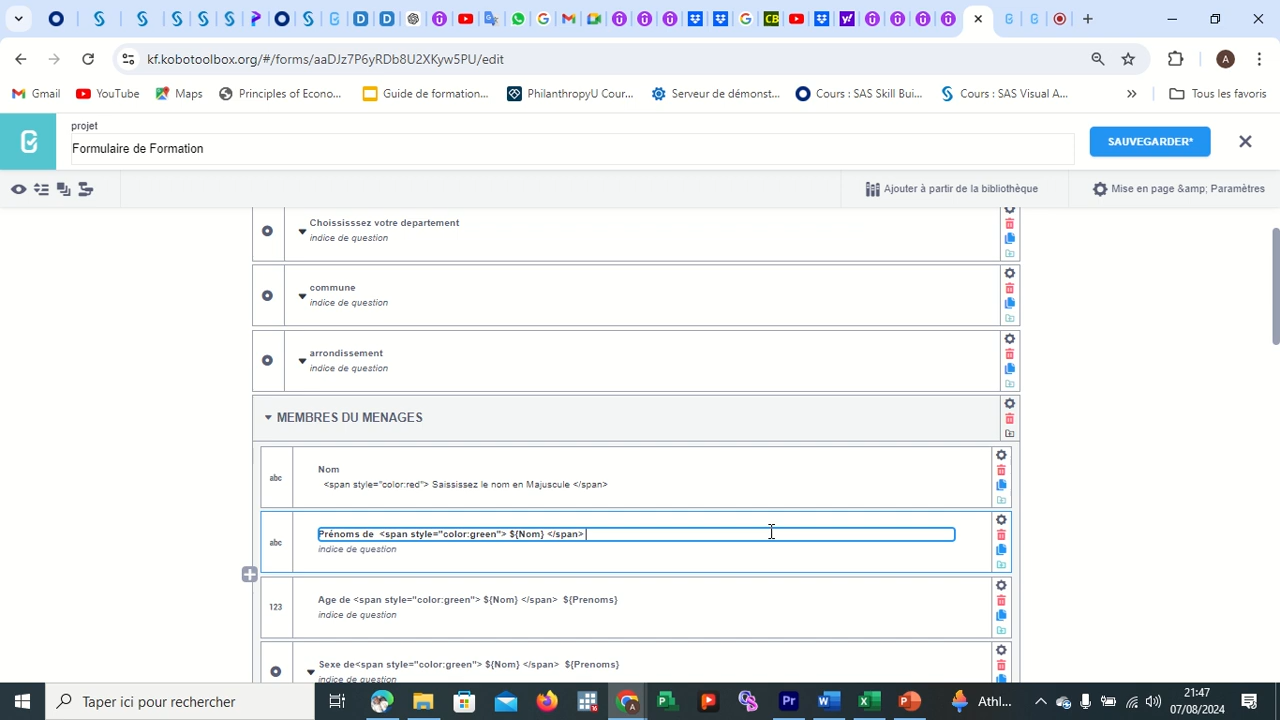 kf.kobotoolbox.org/#/forms/aaDJz7P6yRDb8U2XKyw5PU/edit
Gmail
YouTube
Maps
Principles of Econo...
Guide de formation...
PhilanthropyU Cour...
Serveur de démonst...
Cours : SAS Skill Bui...
Cours : SAS Visual A...
Tous les favoris
projet
Formulaire de Formation
SAUVEGARDER*
Ajouter à partir de la bibliothèque
Mise en page &amp; Paramètres
Choississsez votre departement
indice de question
commune
indice de question
arrondissement
indice de question
MEMBRES DU MENAGES
abc
Nom
<span style="color:red"> Saississez le nom en Majuscule </span>
abc
Prénoms de <span style="color:green"> ${Nom} </span>
indice de question
123
Age de <span style="color:green"> ${Nom} </span> ${Prenoms}
indice de question
Sexe de<span style="color:green"> ${Nom} </span> ${Prenoms}
indice de question
Taper ici pour rechercher
Athl...
21:47
07/08/2024